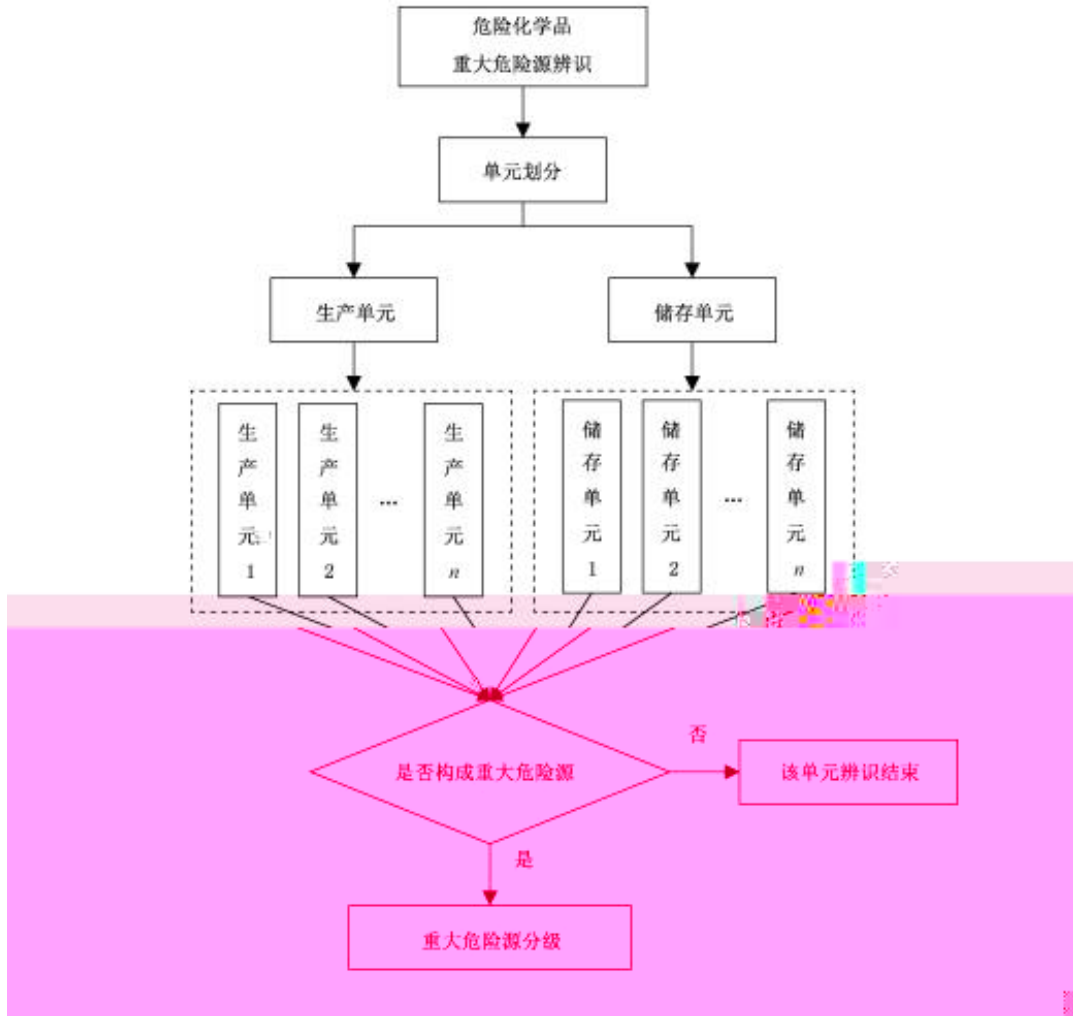 危险化学品
重大危险源辨识
单元划分
生产单元
储存单元
生产单元1
生产单元2
...
生产单元n
储存单元1
储存单元2
...
储存单元n
是否构成重大危险源
否
该单元辨识结束
是
重大危险源分级